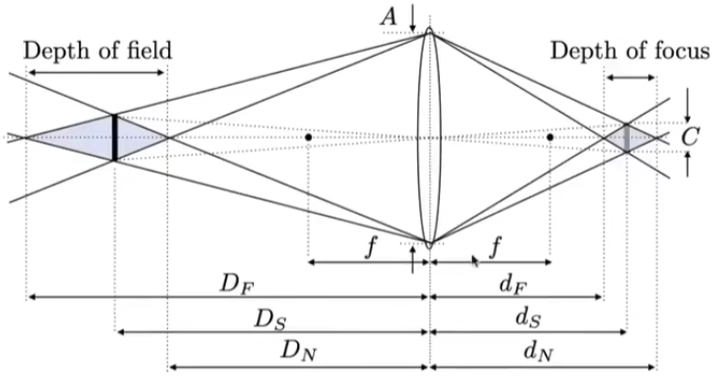 A
Depth of field
Depth of focus
C
f
f
D_F
d_F
D_S
d_S
D_N
d_N